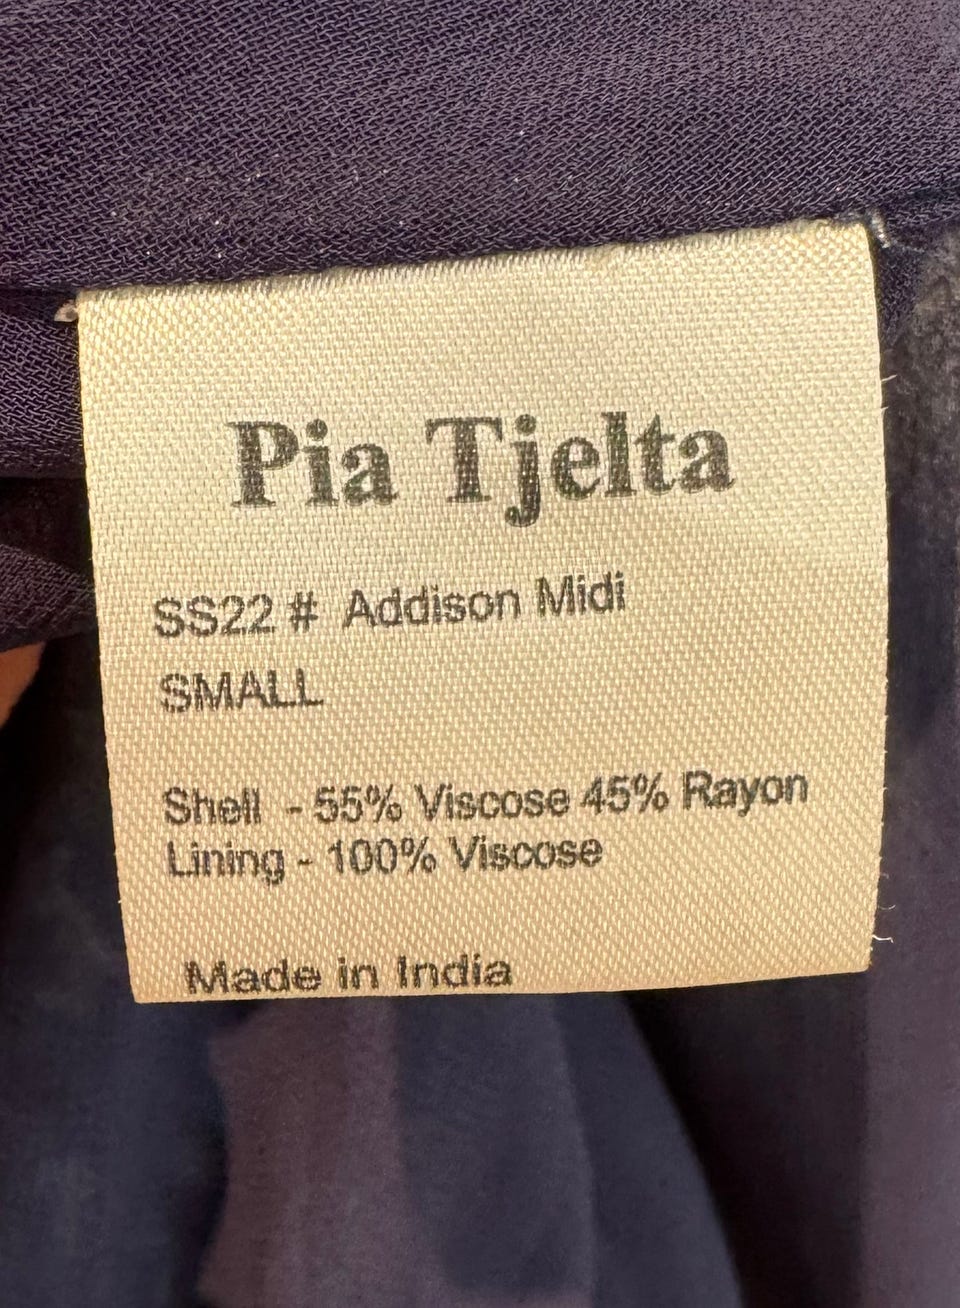 Pia Tjelta
SS22 # Addison Midi
SMALL
Shell - 55% Viscose 45% Rayon
Lining - 100% Viscose
Made in India